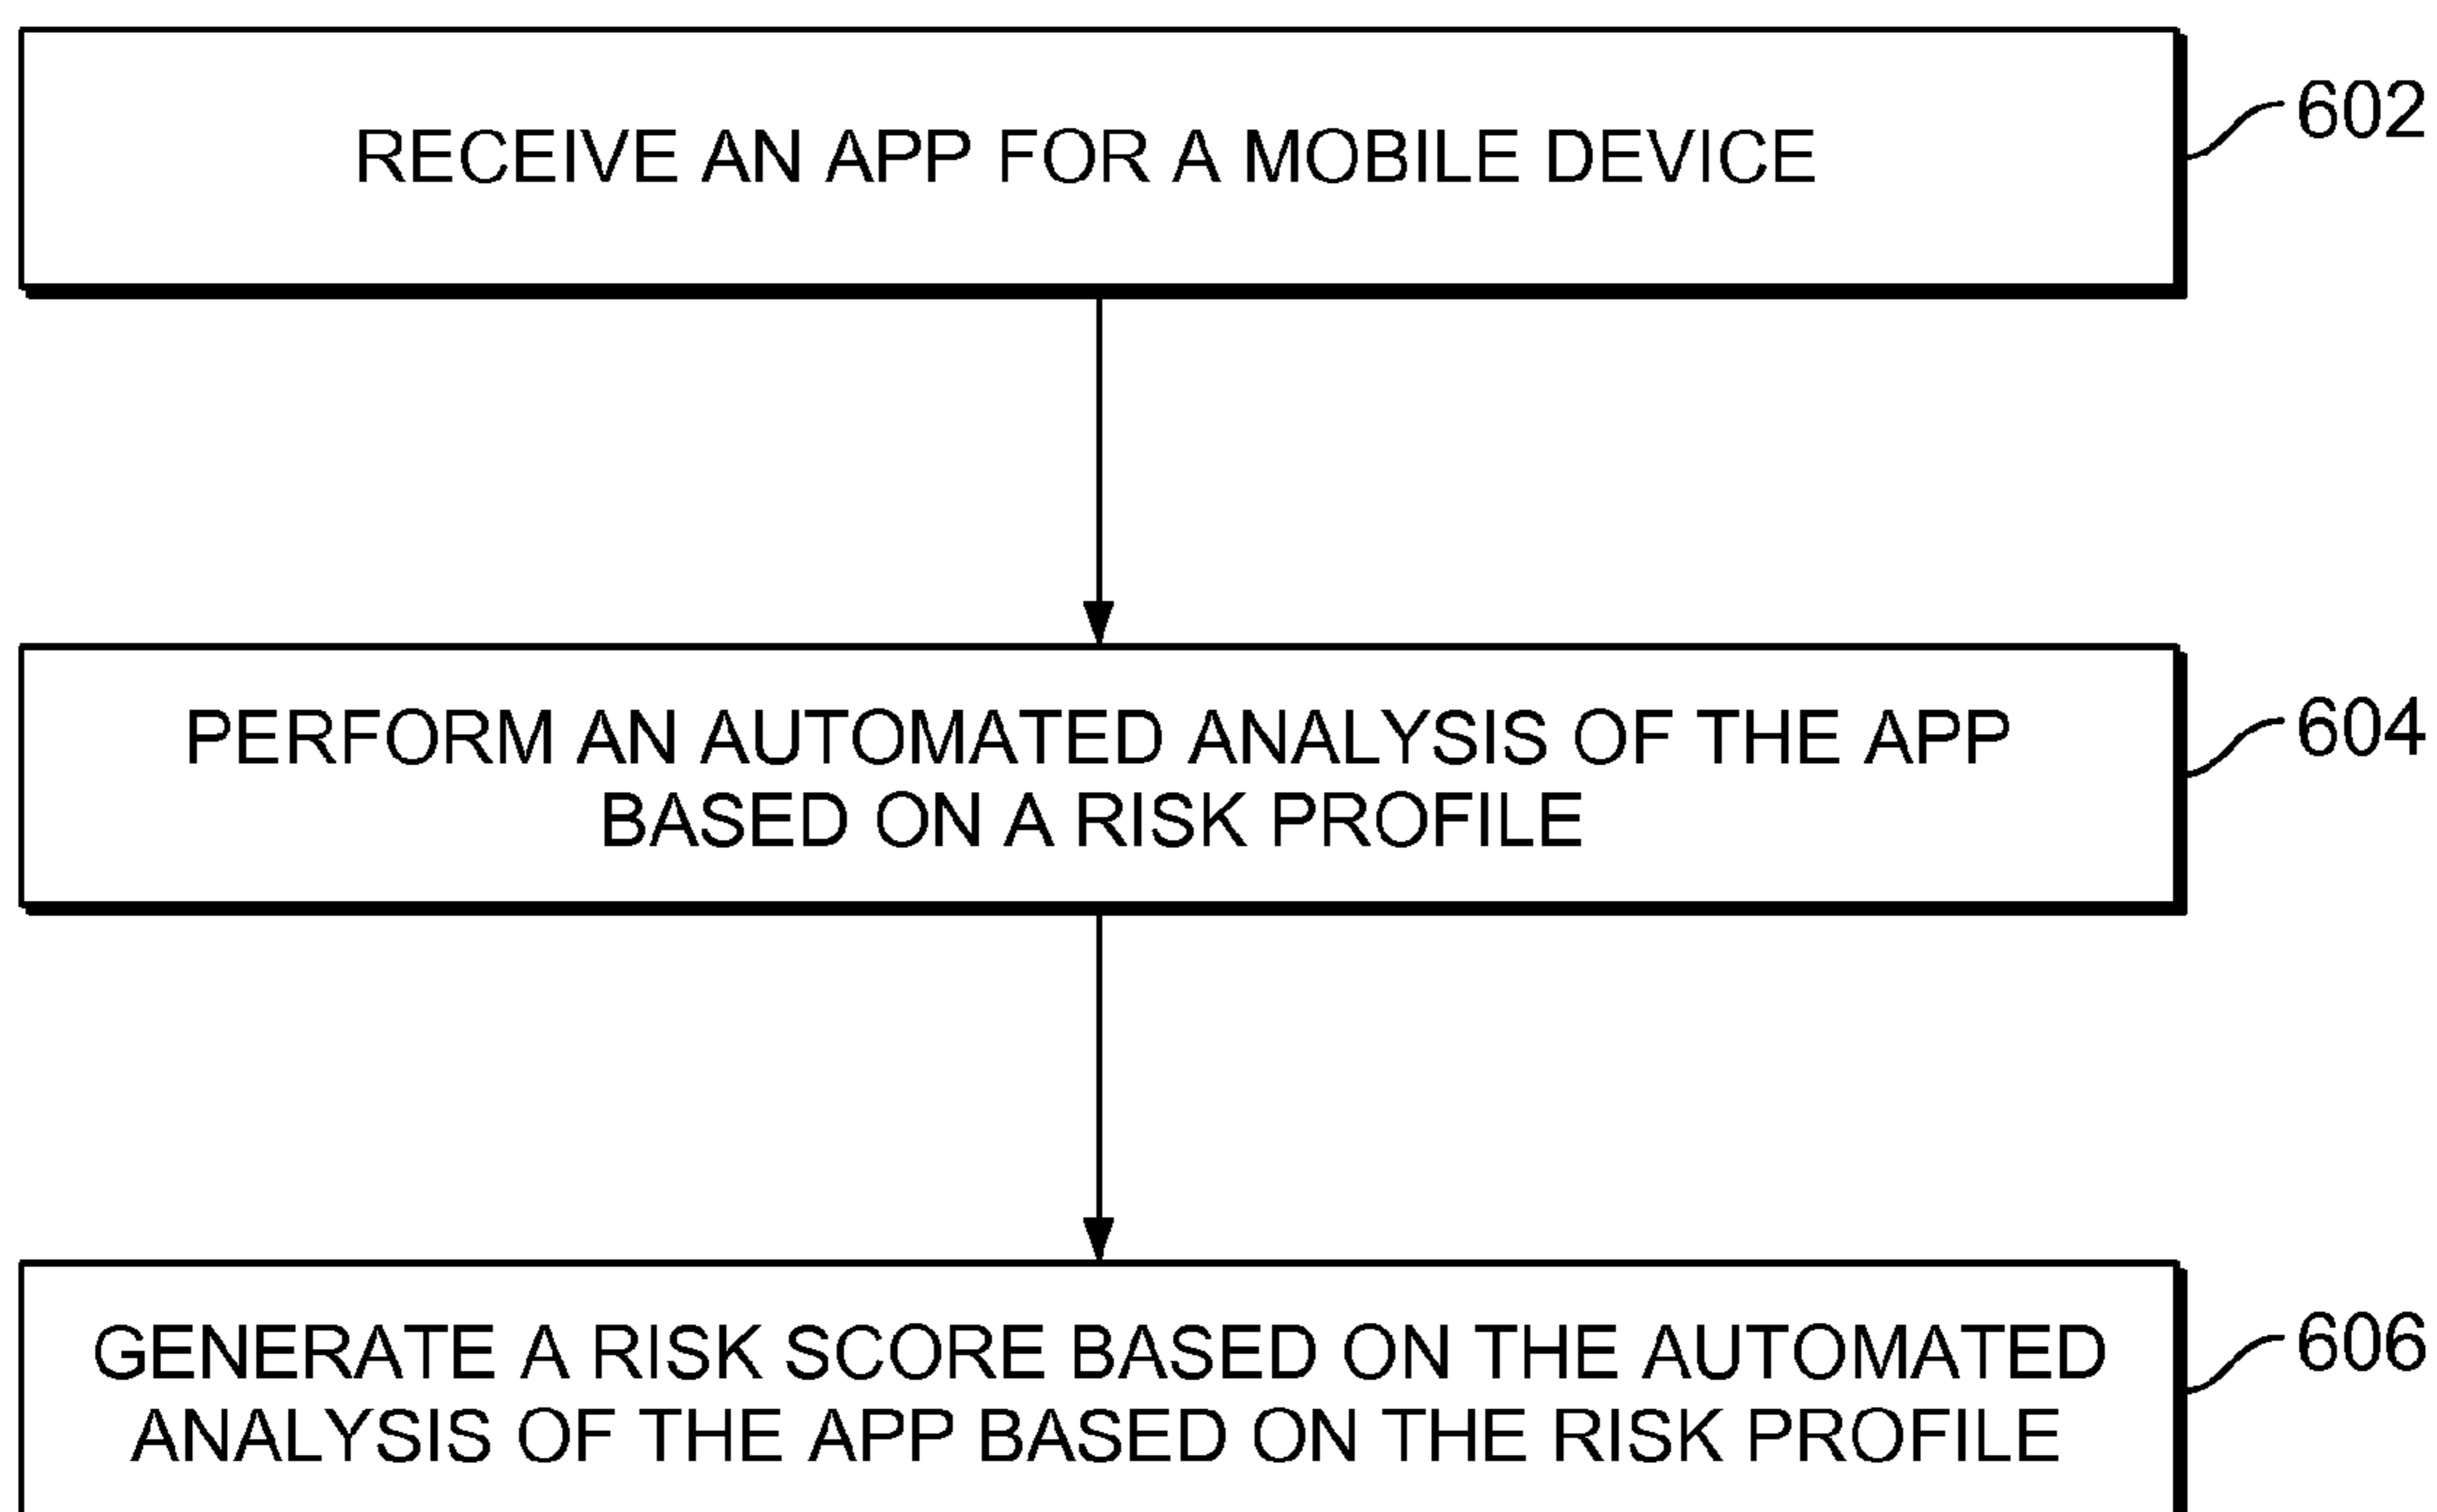 RECEIVE AN APP FOR A MOBILE DEVICE
602
PERFORM AN AUTOMATED ANALYSIS OF THE APP
BASED ON A RISK PROFILE
604
GENERATE A RISK SCORE BASED ON THE AUTOMATED
ANALYSIS OF THE APP BASED ON THE RISK PROFILE
606